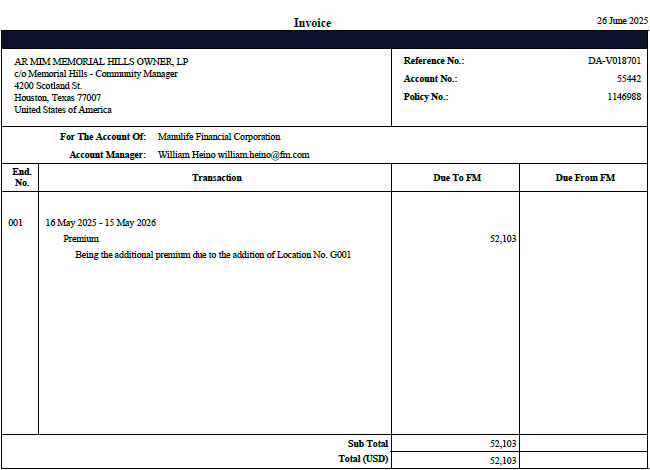 Invoice
26 June 2025
AR MIM MEMORIAL HILLS OWNER, LP
c/o Memorial Hills - Community Manager
4200 Scotland St.
Houston, Texas 77007
United States of America
Reference No.: DA-V018701
Account No.: 55442
Policy No.: 1146988
For The Account Of: Manulife Financial Corporation
Account Manager: William Heino william.heino@fm.com
End. No. Transaction Due To FM Due From FM
001 16 May 2025 - 15 May 2026
Premium 52,103
Being the additional premium due to the addition of Location No. G001
Sub Total 52,103
Total (USD) 52,103